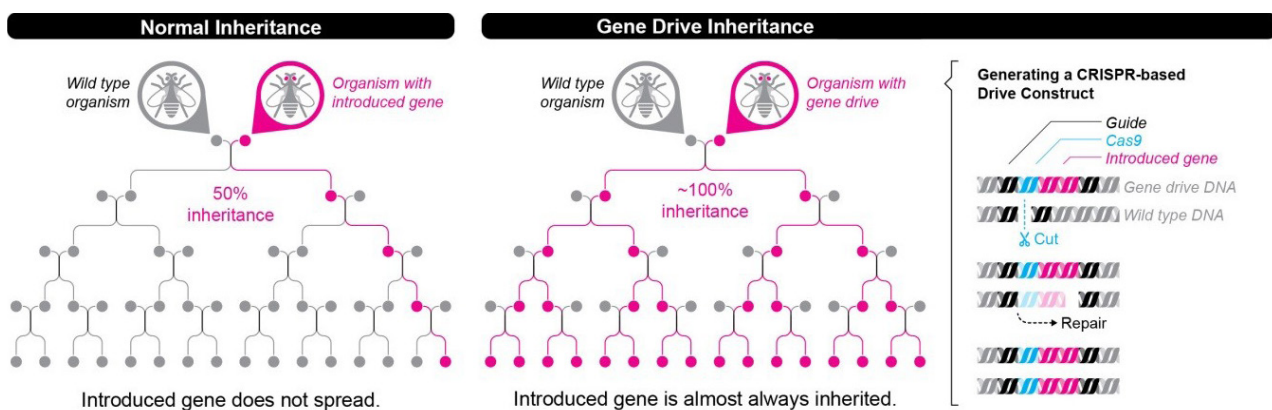 Normal Inheritance
Wild type
organism
Organism with
introduced gene
50%
inheritance
Introduced gene does not spread.
Gene Drive Inheritance
Wild type
organism
Organism with
gene drive
~100%
inheritance
Introduced gene is almost always inherited.
Generating a CRISPR-based
Drive Construct
Guide
Cas9
Introduced gene
Gene drive DNA
Wild type DNA
Cut
Repair